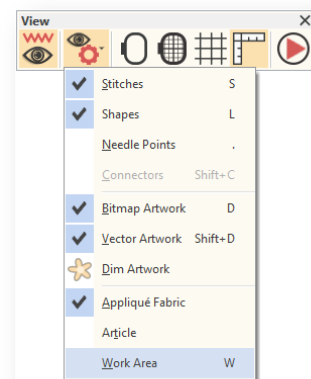 View
Stitches S
Shapes L
Needle Points .
Connectors Shift+C
Bitmap Artwork D
Vector Artwork Shift+D
Dim Artwork
Appliqué Fabric
Article
Work Area W